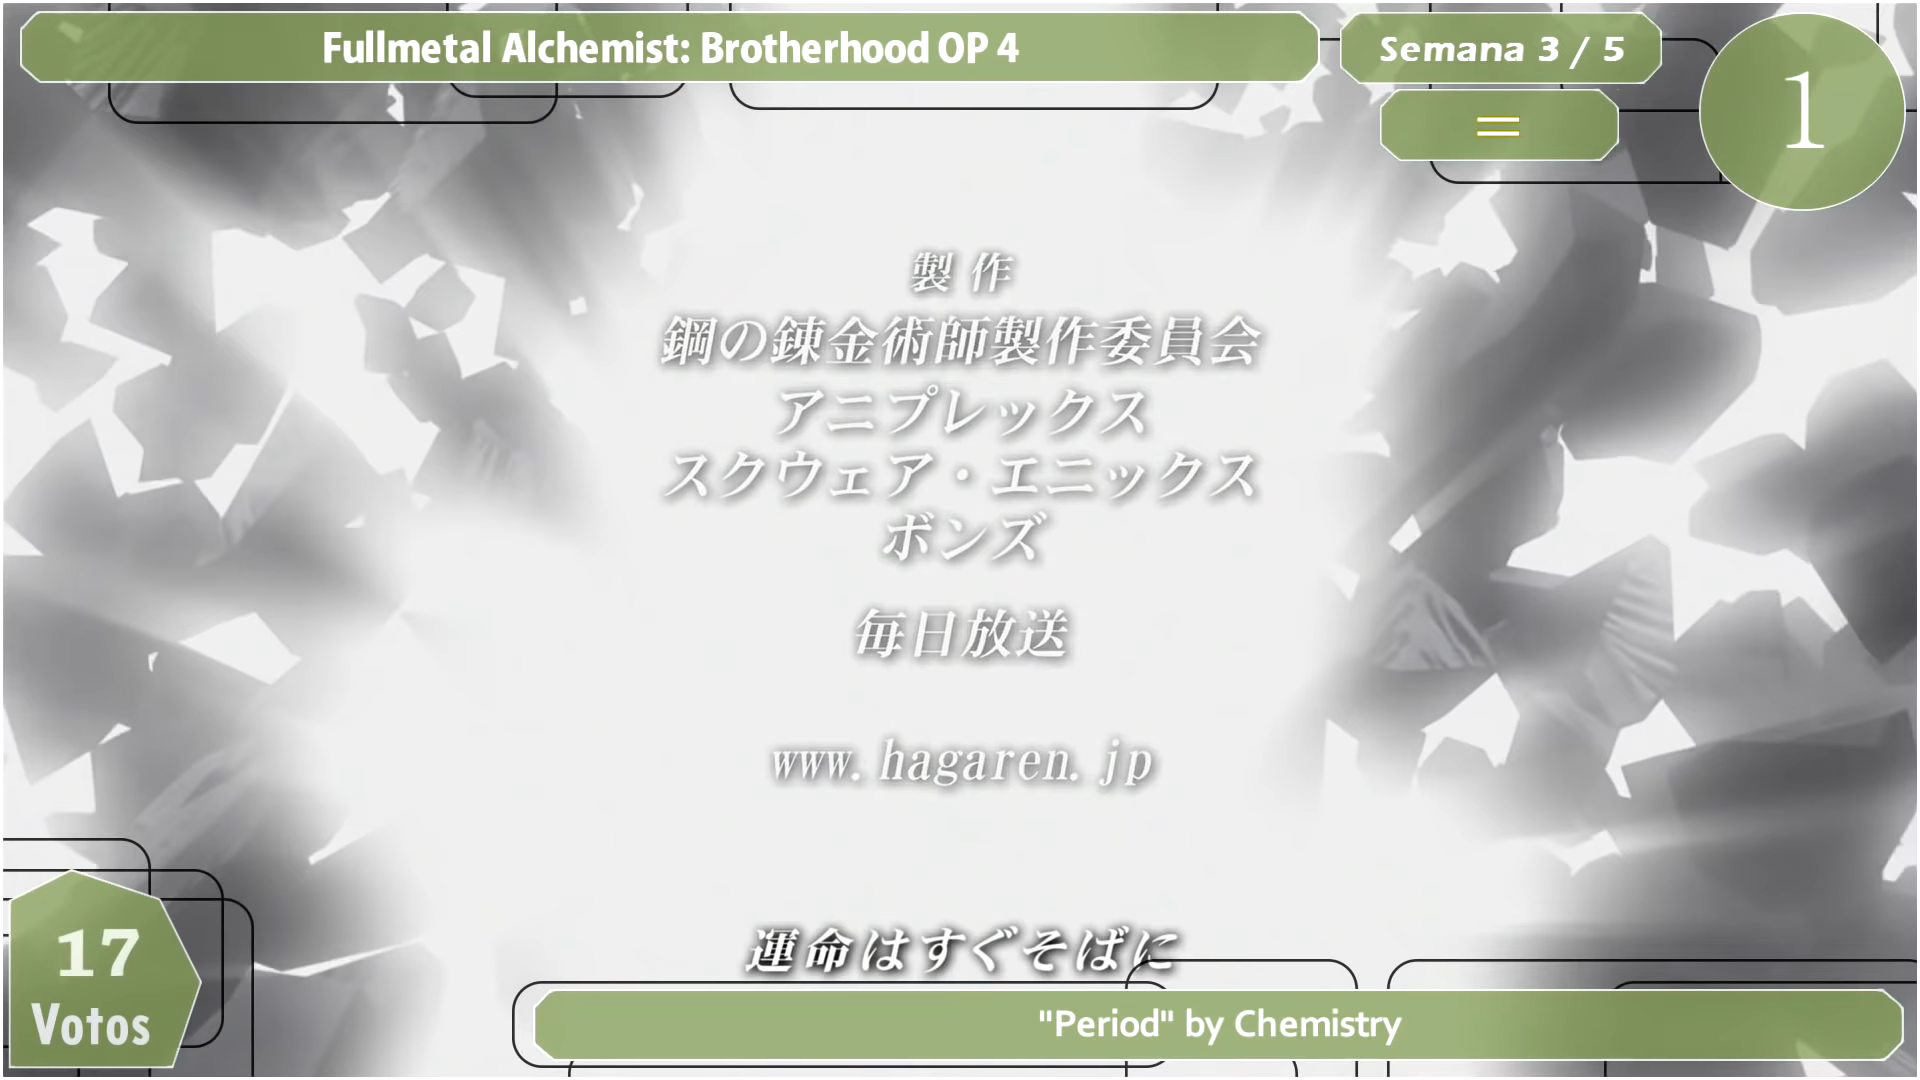 Fullmetal Alchemist: Brotherhood OP 4
Semana 3 / 5
=
1
製作
鋼の錬金術師製作委員会
アニプレックス
スクウェア・エニックス
ボンズ
毎日放送
www.hagaren.jp
運命はすぐそばに
17
Votos
"Period" by Chemistry